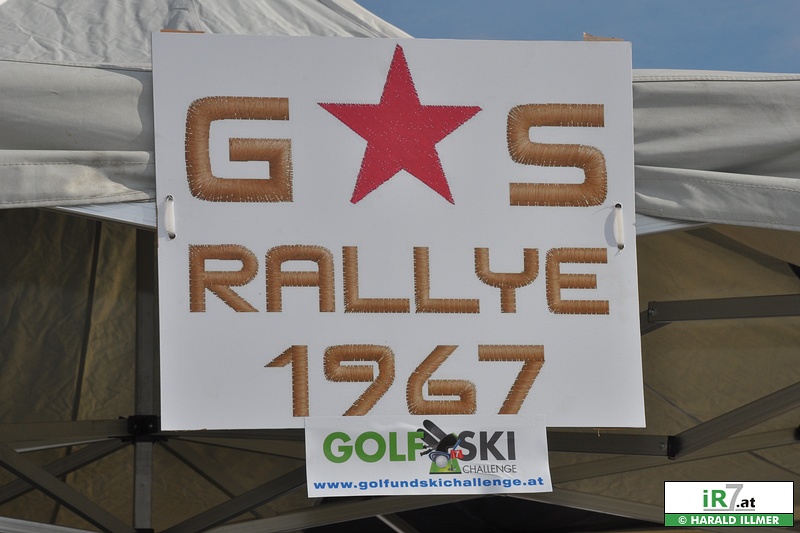 G S
RALLYE
1967
GOLF SKI
CHALLENGE
www.golfundskichallenge.at
iR7.at
© HARALD ILLMER